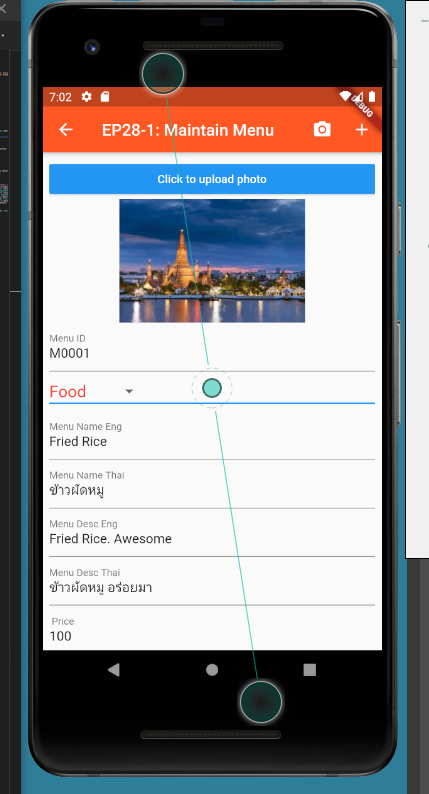 7:02
DEBUG
EP28-1: Maintain Menu
Click to upload photo
Menu ID
M0001
Food
Menu Name Eng
Fried Rice
Menu Name Thai
ข้าวผัดหมู
Menu Desc Eng
Fried Rice. Awesome
Menu Desc Thai
ข้าวผัดหมู อร่อยมา
Price
100